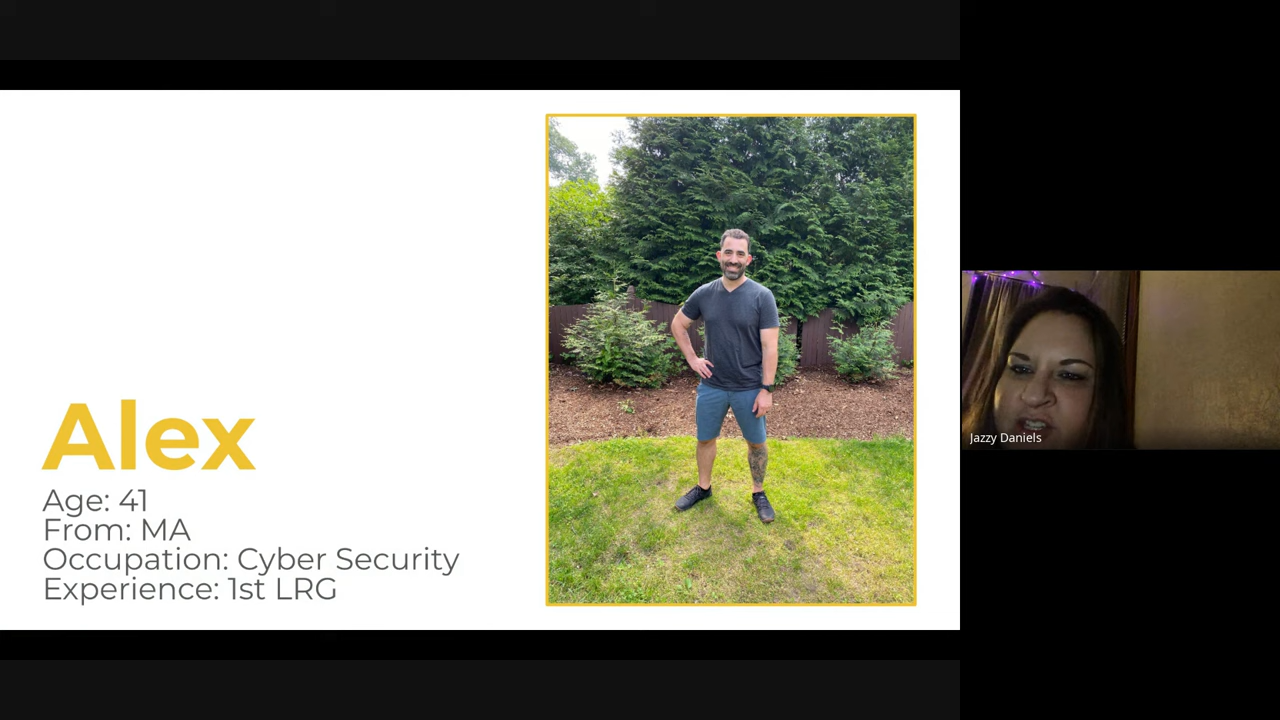 Alex
Age: 41
From: MA
Occupation: Cyber Security
Experience: 1st LRG
Jazzy Daniels